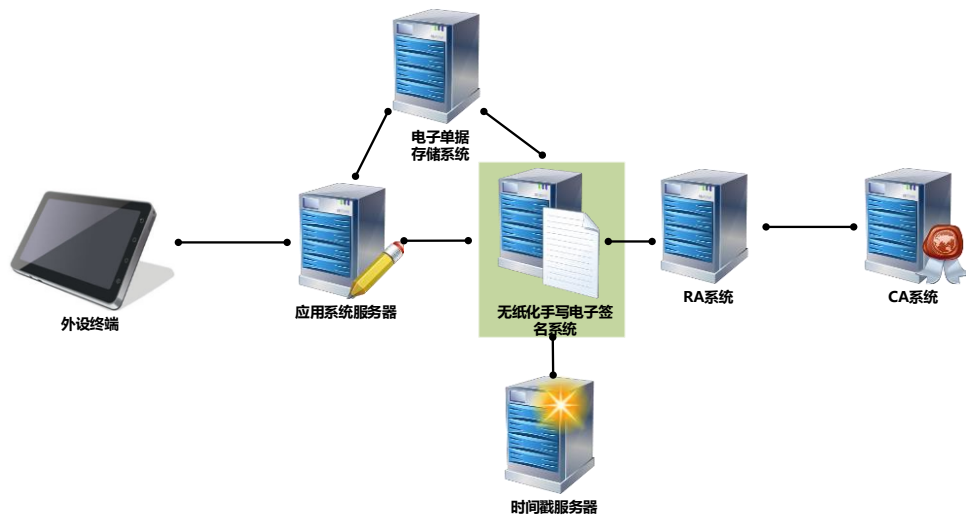 电子单据
存储系统
外设终端
应用系统服务器
无纸化手写电子签
名系统
RA系统
CA系统
时间戳服务器